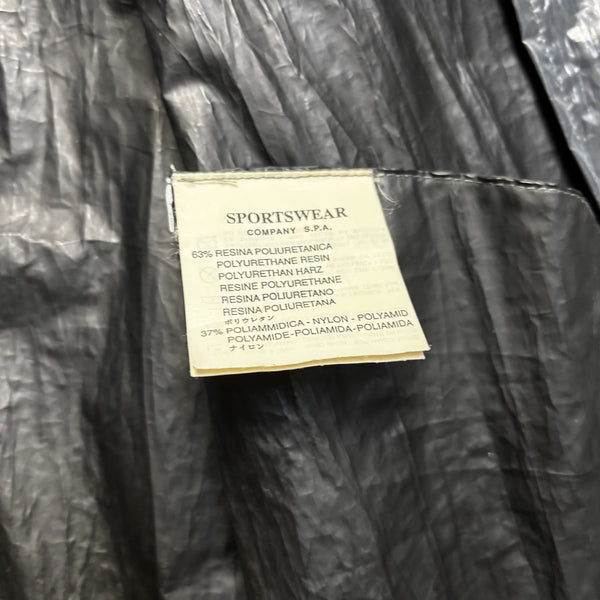 SPORTSWEAR
COMPANY S.P.A.
63% RESINA POLIURETANICA
POLYURETHANE RESIN
POLYURETHAN HARZ
RESINE POLYURETHANE
RESINA POLIURETANO
RESINA POLIURETANA
ポリウレタン
37% POLIAMMIDICA - NYLON - POLYAMID
POLYAMIDE-POLIAMIDA-POLIAMIDA
ナイロン